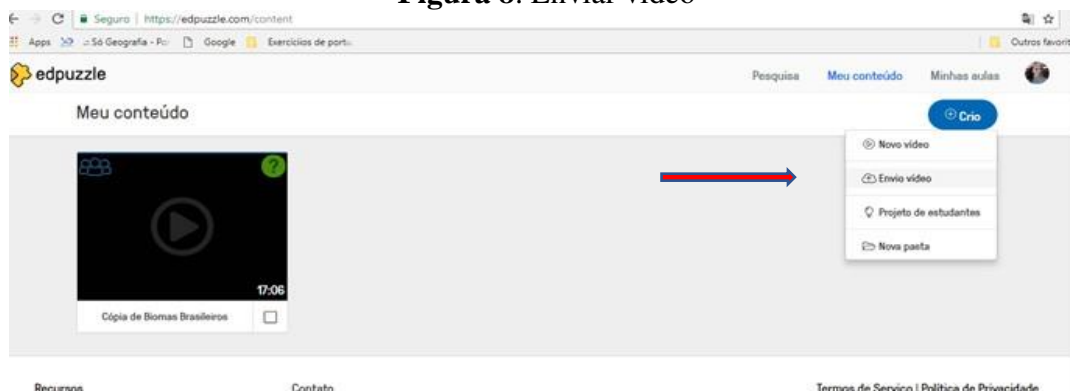 Figura 8. Enviar vídeo
Seguro | https://edpuzzle.com/content
Apps Só Geografia - Po Google Exercícios de port
Outros favorit
edpuzzle
Pesquisa Meu conteúdo Minhas aulas
Meu conteúdo
Crio
Novo vídeo
Envio vídeo
Projeto de estudantes
Nova pasta
?
17:06
Cópia de Biomas Brasileiros
Recursos Contato Termos de Serviço | Política de Privacidade